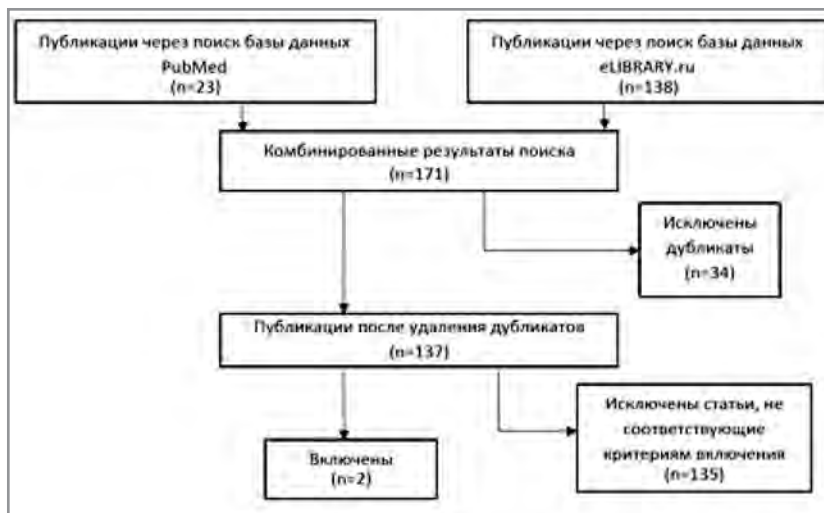 Публикации через поиск базы данных
PubMed
(n=23)
Публикации через поиск базы данных
eLIBRARY.ru
(n=138)
Комбинированные результаты поиска
(n=171)
Исключены
дубликаты
(n=34)
Публикации после удаления дубликатов
(n=137)
Исключены статьи, не
соответствующие
критериям включения
(n=135)
Включены
(n=2)